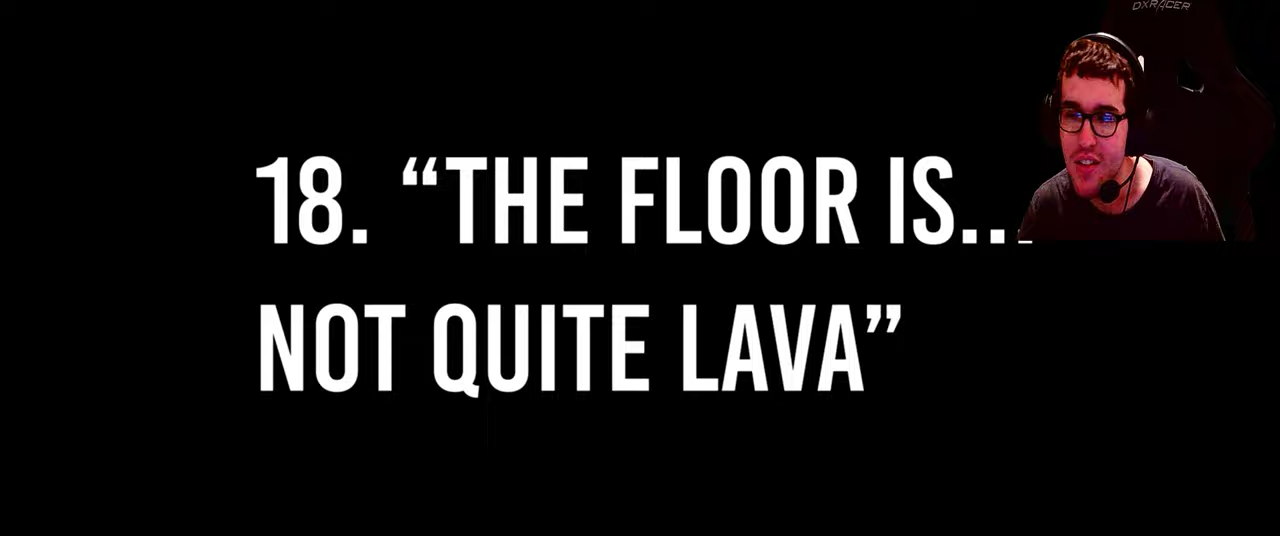 DXRACER
18. “THE FLOOR IS...
NOT QUITE LAVA”